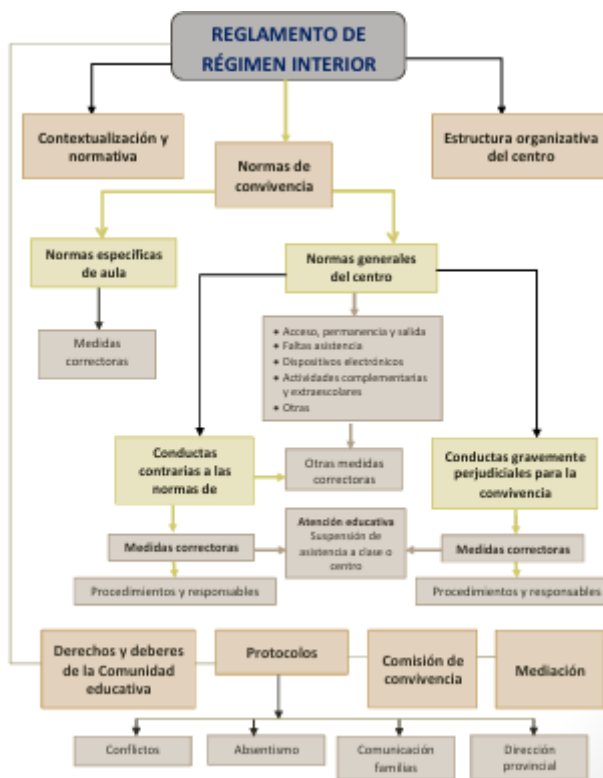 REGLAMENTO DE
RÉGIMEN INTERIOR
Contextualización y
normativa
Estructura organizativa
del centro
Normas de
convivencia
Normas especificas
de aula
Normas generales
del centro
Medidas
correctoras
• Acceso, permanencia y salida
• Faltas asistencia
• Dispositivos electrónicos
• Actividades complementarias
y extraescolares
• Otras
Conductas
contrarias a las
normas de
Otras medidas
correctoras
Conductas gravemente
perjudiciales para la
convivencia
Medidas correctoras
Atención educativa
Suspensión de
asistencia a clase o
centro
Medidas correctoras
Procedimientos y responsables
Procedimientos y responsables
Derechos y deberes
de la Comunidad
educativa
Protocolos
Comisión de
convivencia
Mediación
Conflictos
Absentismo
Comunicación
familias
Dirección
provincial